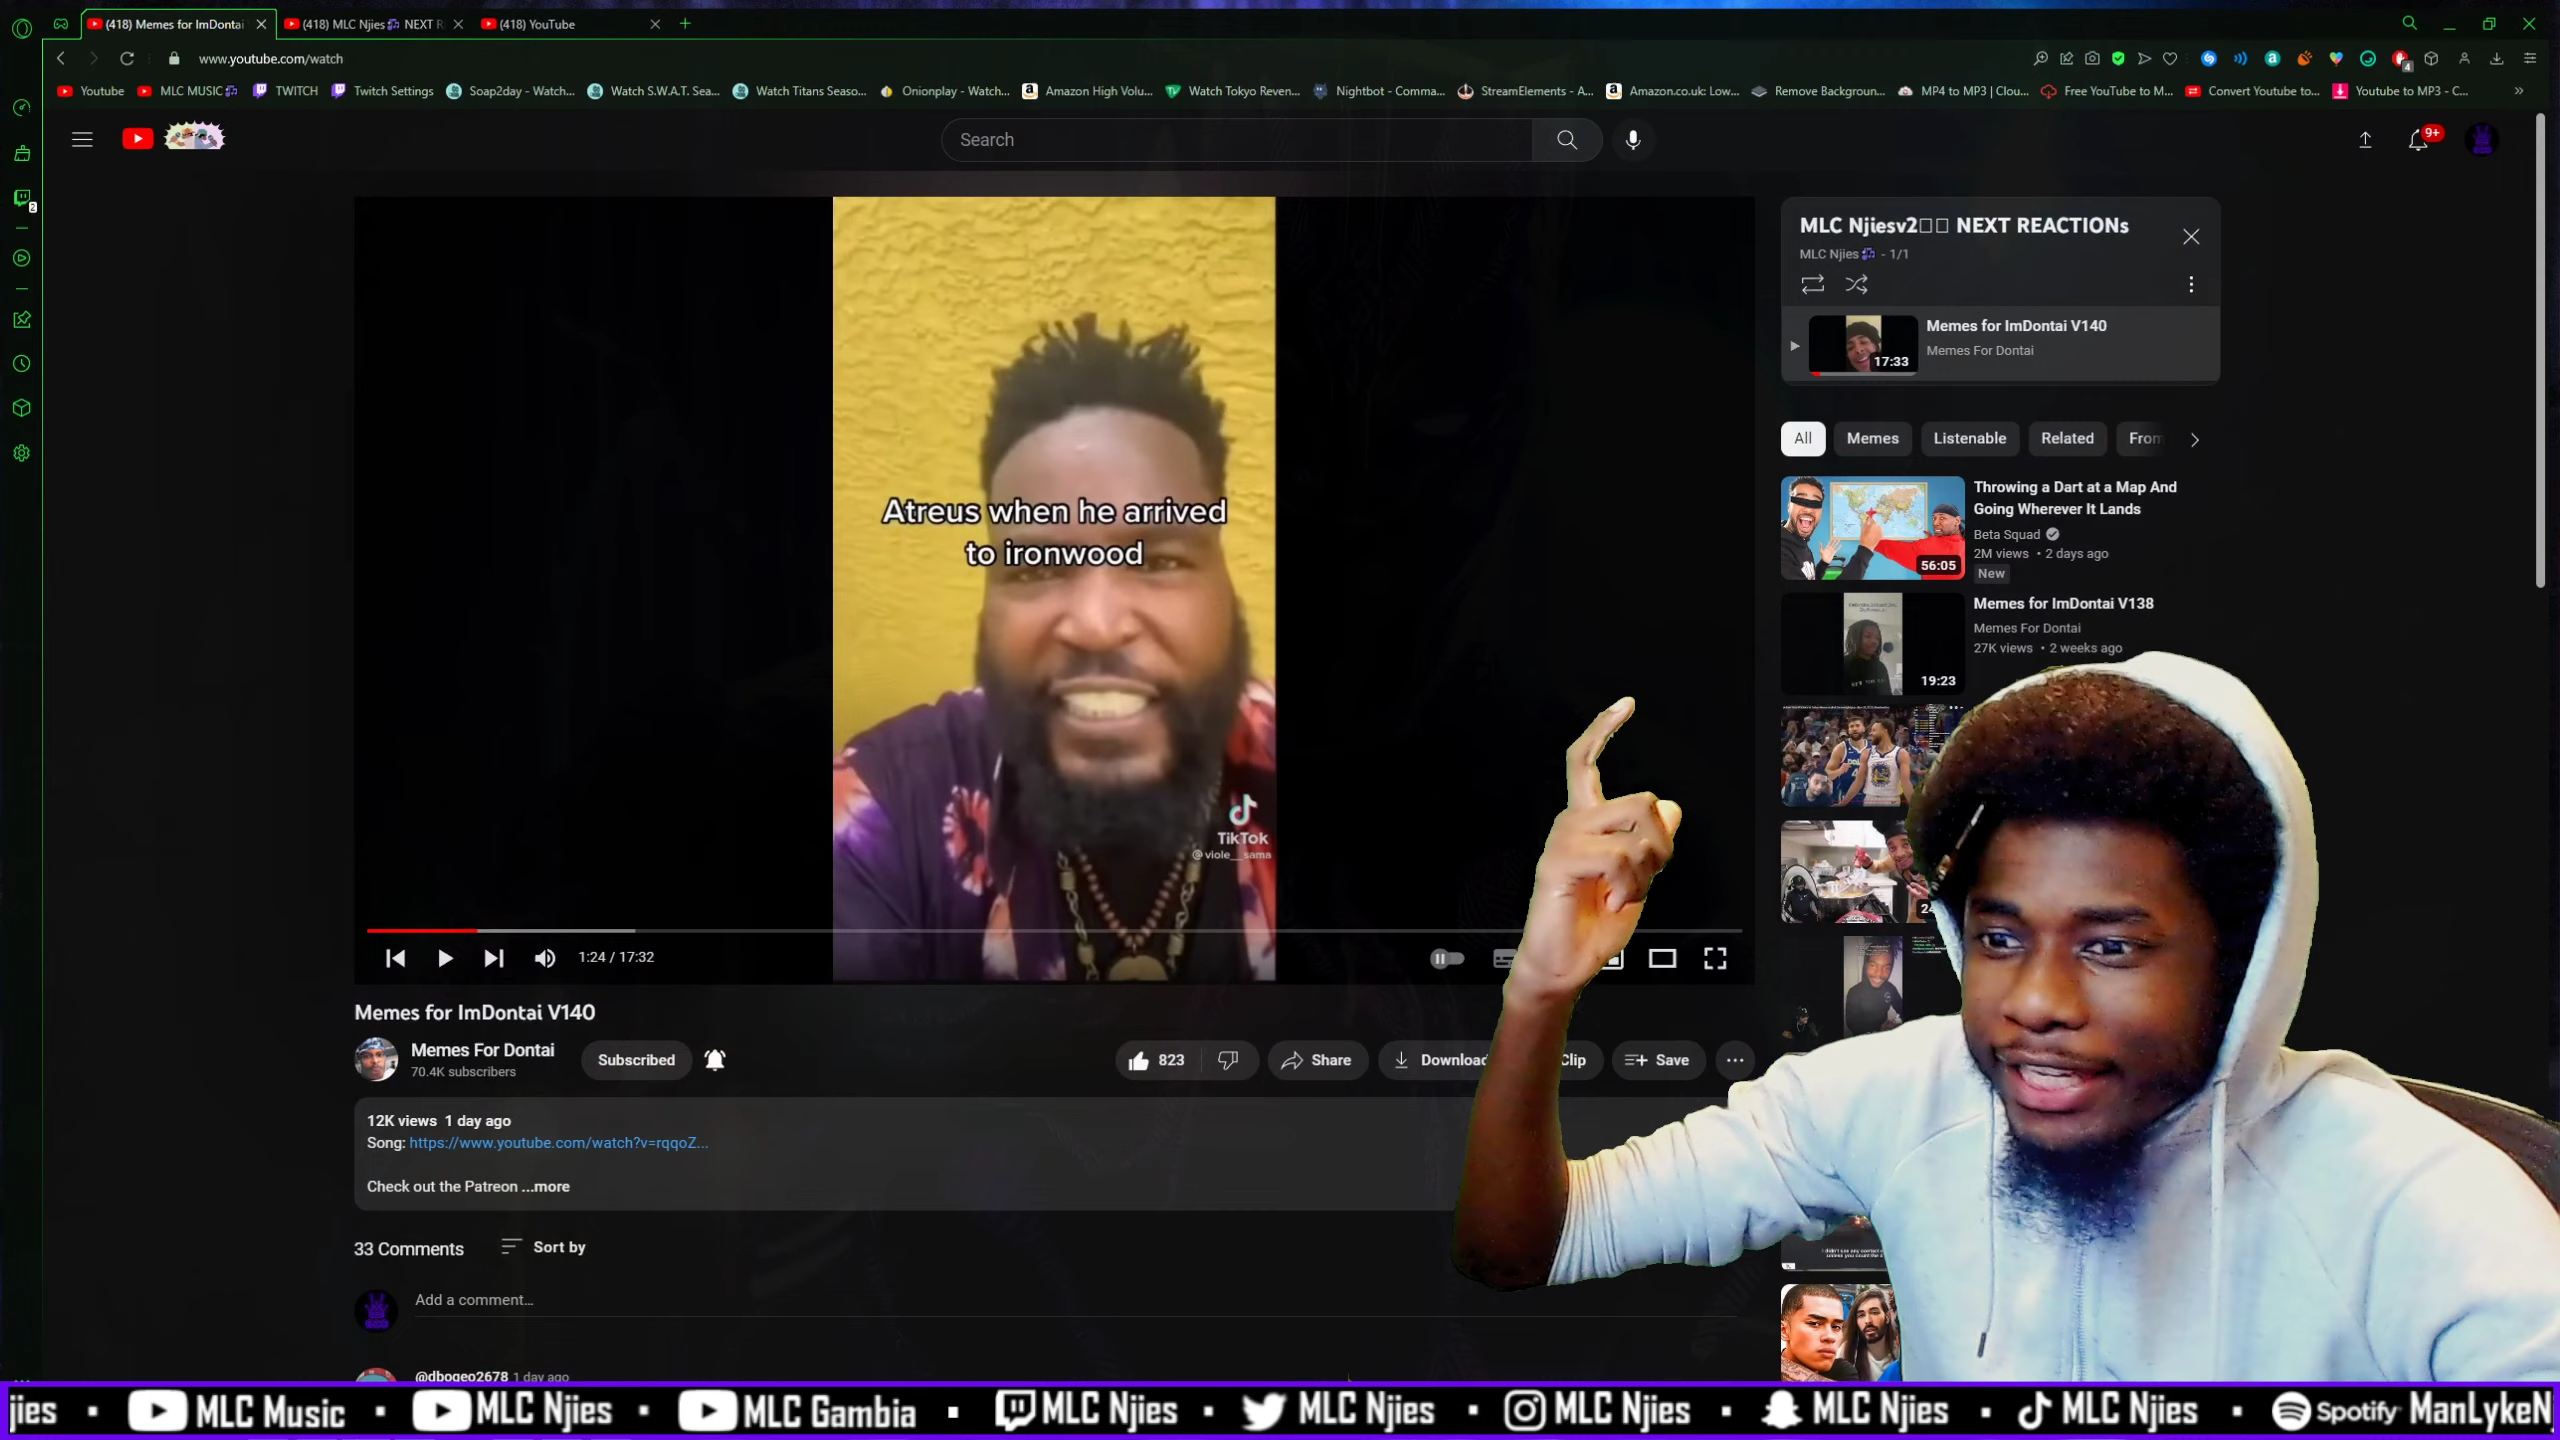 (418) Memes for ImDontai
(418) MLC Njies NEXT R
(418) YouTube
www.youtube.com/watch
Youtube
MLC MUSIC
TWITCH
Twitch Settings
Soap2day - Watch...
Watch S.W.A.T. Sea...
Watch Titans Seaso...
Onionplay - Watch...
Amazon High Volu...
Watch Tokyo Reven...
Nightbot - Comma...
StreamElements - A...
Amazon.co.uk: Low...
Remove Backgroun...
MP4 to MP3 | Clou...
Free YouTube to M...
Convert Youtube to...
Youtube to MP3 - C...
Search
9+
Atreus when he arrived
to ironwood
TikTok
@viole__sama
1:24 / 17:32
Memes for ImDontai V140
Memes For Dontai
70.4K subscribers
Subscribed
823
Share
Download
Clip
Save
12K views 1 day ago
Song: https://www.youtube.com/watch?v=rqqoZ...
Check out the Patreon ...more
33 Comments
Sort by
Add a comment...
@dbogeo2678 1 day ago
MLC Njiesv2□□ NEXT REACTIONs
MLC Njies - 1/1
17:33
Memes for ImDontai V140
Memes For Dontai
All
Memes
Listenable
Related
From
56:05
Throwing a Dart at a Map And
Going Wherever It Lands
Beta Squad
2M views • 2 days ago
New
19:23
Memes for ImDontai V138
Memes For Dontai
27K views • 2 weeks ago
jies • MLC Music • MLC Njies • MLC Gambia • MLC Njies • MLC Njies • MLC Njies • MLC Njies • MLC Njies • Spotify ManLykeN